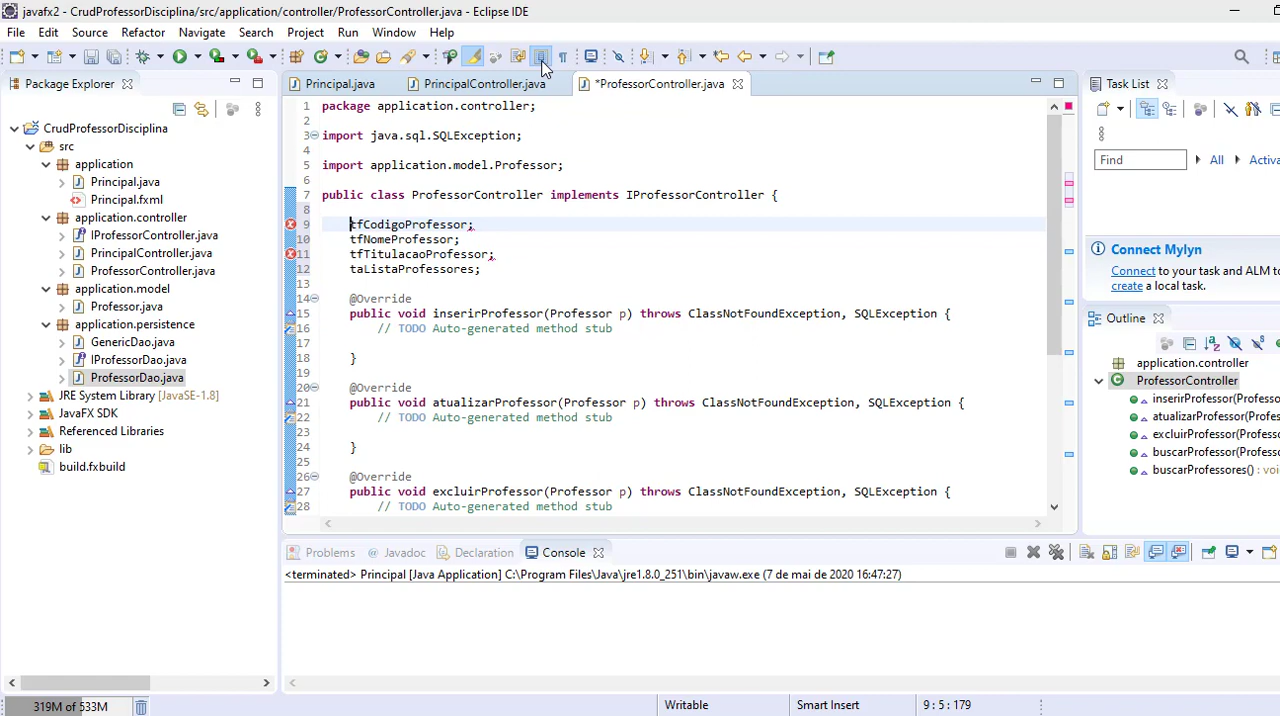 javafx2 - CrudProfessorDisciplina/src/application/controller/ProfessorController.java - Eclipse IDE
File Edit Source Refactor Navigate Search Project Run Window Help
Package Explorer
Principal.java
PrincipalController.java
*ProfessorController.java
Task List
CrudProfessorDisciplina
src
application
Principal.java
Principal.fxml
application.controller
IProfessorController.java
PrincipalController.java
ProfessorController.java
application.model
Professor.java
application.persistence
GenericDao.java
IProfessorDao.java
ProfessorDao.java
JRE System Library [JavaSE-1.8]
JavaFX SDK
Referenced Libraries
lib
build.fxbuild
1 package application.controller;
2
3 import java.sql.SQLException;
4
5 import application.model.Professor;
6
7 public class ProfessorController implements IProfessorController {
8
9 tfCodigoProfessor;
10 tfNomeProfessor;
11 tfTitulacaoProfessor;
12 taListaProfessores;
13
14 @Override
15 public void inserirProfessor(Professor p) throws ClassNotFoundException, SQLException {
16 // TODO Auto-generated method stub
17
18 }
19
20 @Override
21 public void atualizarProfessor(Professor p) throws ClassNotFoundException, SQLException {
22 // TODO Auto-generated method stub
23
24 }
25
26 @Override
27 public void excluirProfessor(Professor p) throws ClassNotFoundException, SQLException {
28 // TODO Auto-generated method stub
Find All Activa
Connect Mylyn
Connect to your task and ALM to
create a local task.
Outline
application.controller
ProfessorController
inserirProfessor(Professo
atualizarProfessor(Profes
excluirProfessor(Profess
buscarProfessor(Profess
buscarProfessores() : voi
Problems Javadoc Declaration Console
<terminated> Principal [Java Application] C:\Program Files\Java\jre1.8.0_251\bin\javaw.exe (7 de mai de 2020 16:47:27)
319M of 533M
Writable
Smart Insert
9 : 5 : 179